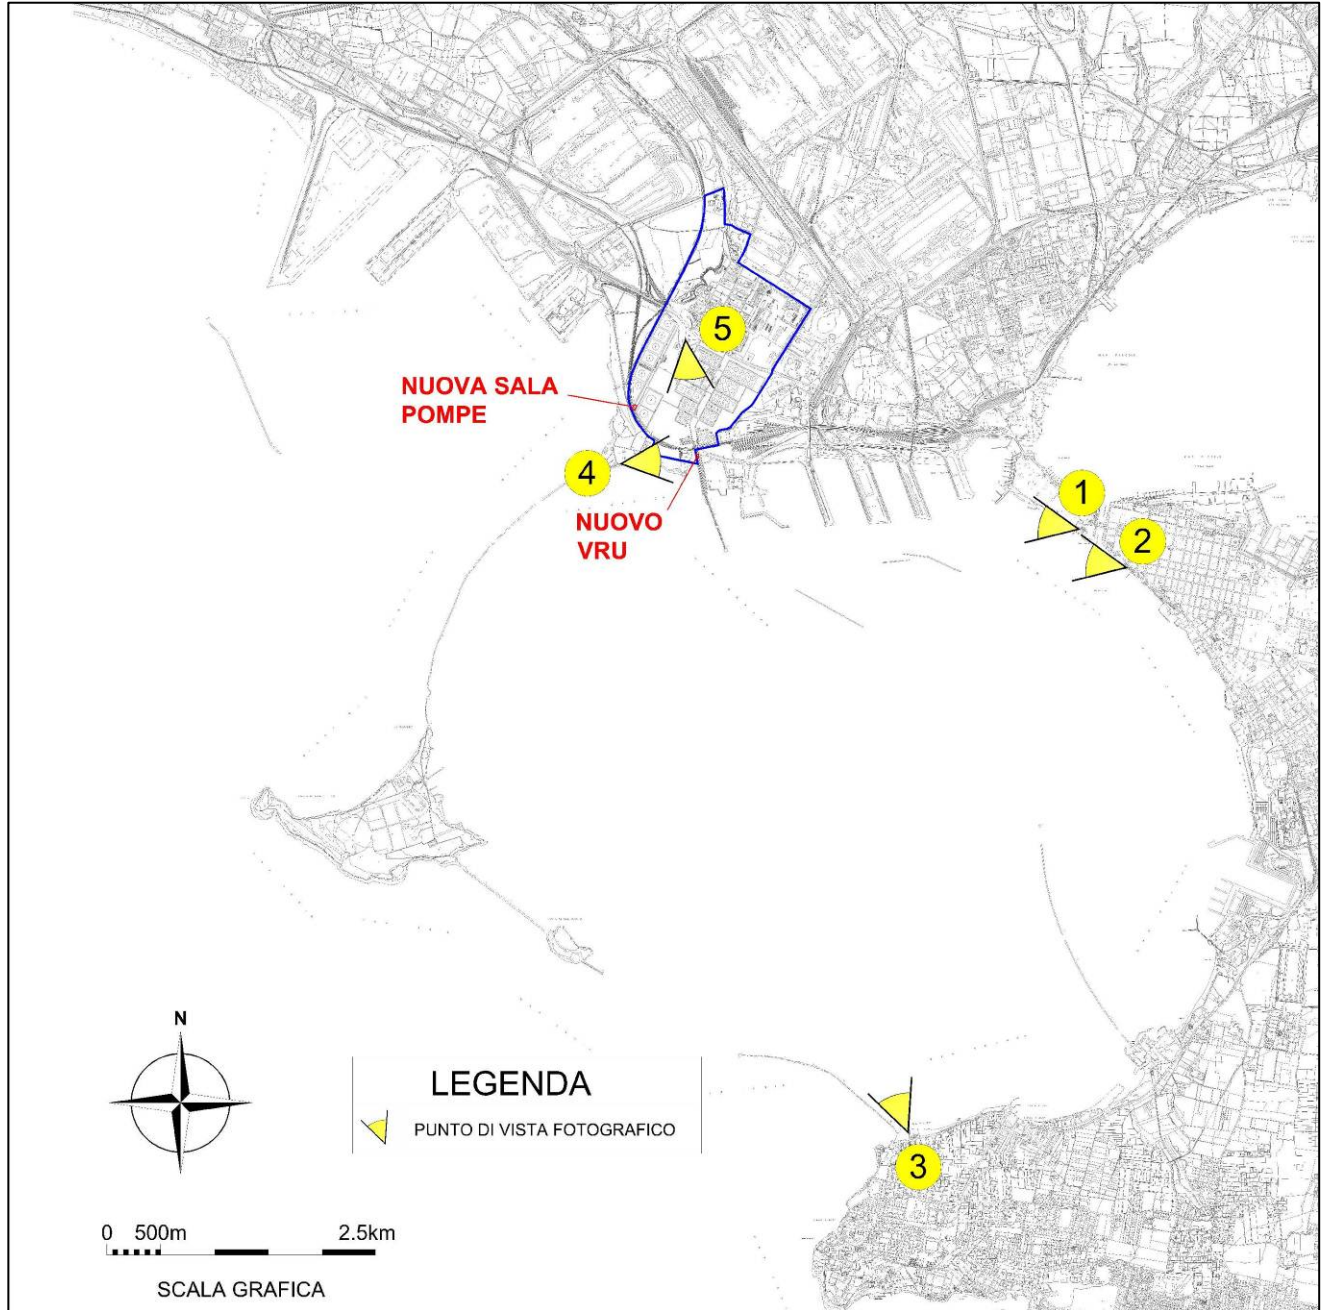 5
NUOVA SALA
POMPE
4
NUOVO
VRU
1
2
N
LEGENDA
PUNTO DI VISTA FOTOGRAFICO
3
0 500m 2.5km
SCALA GRAFICA